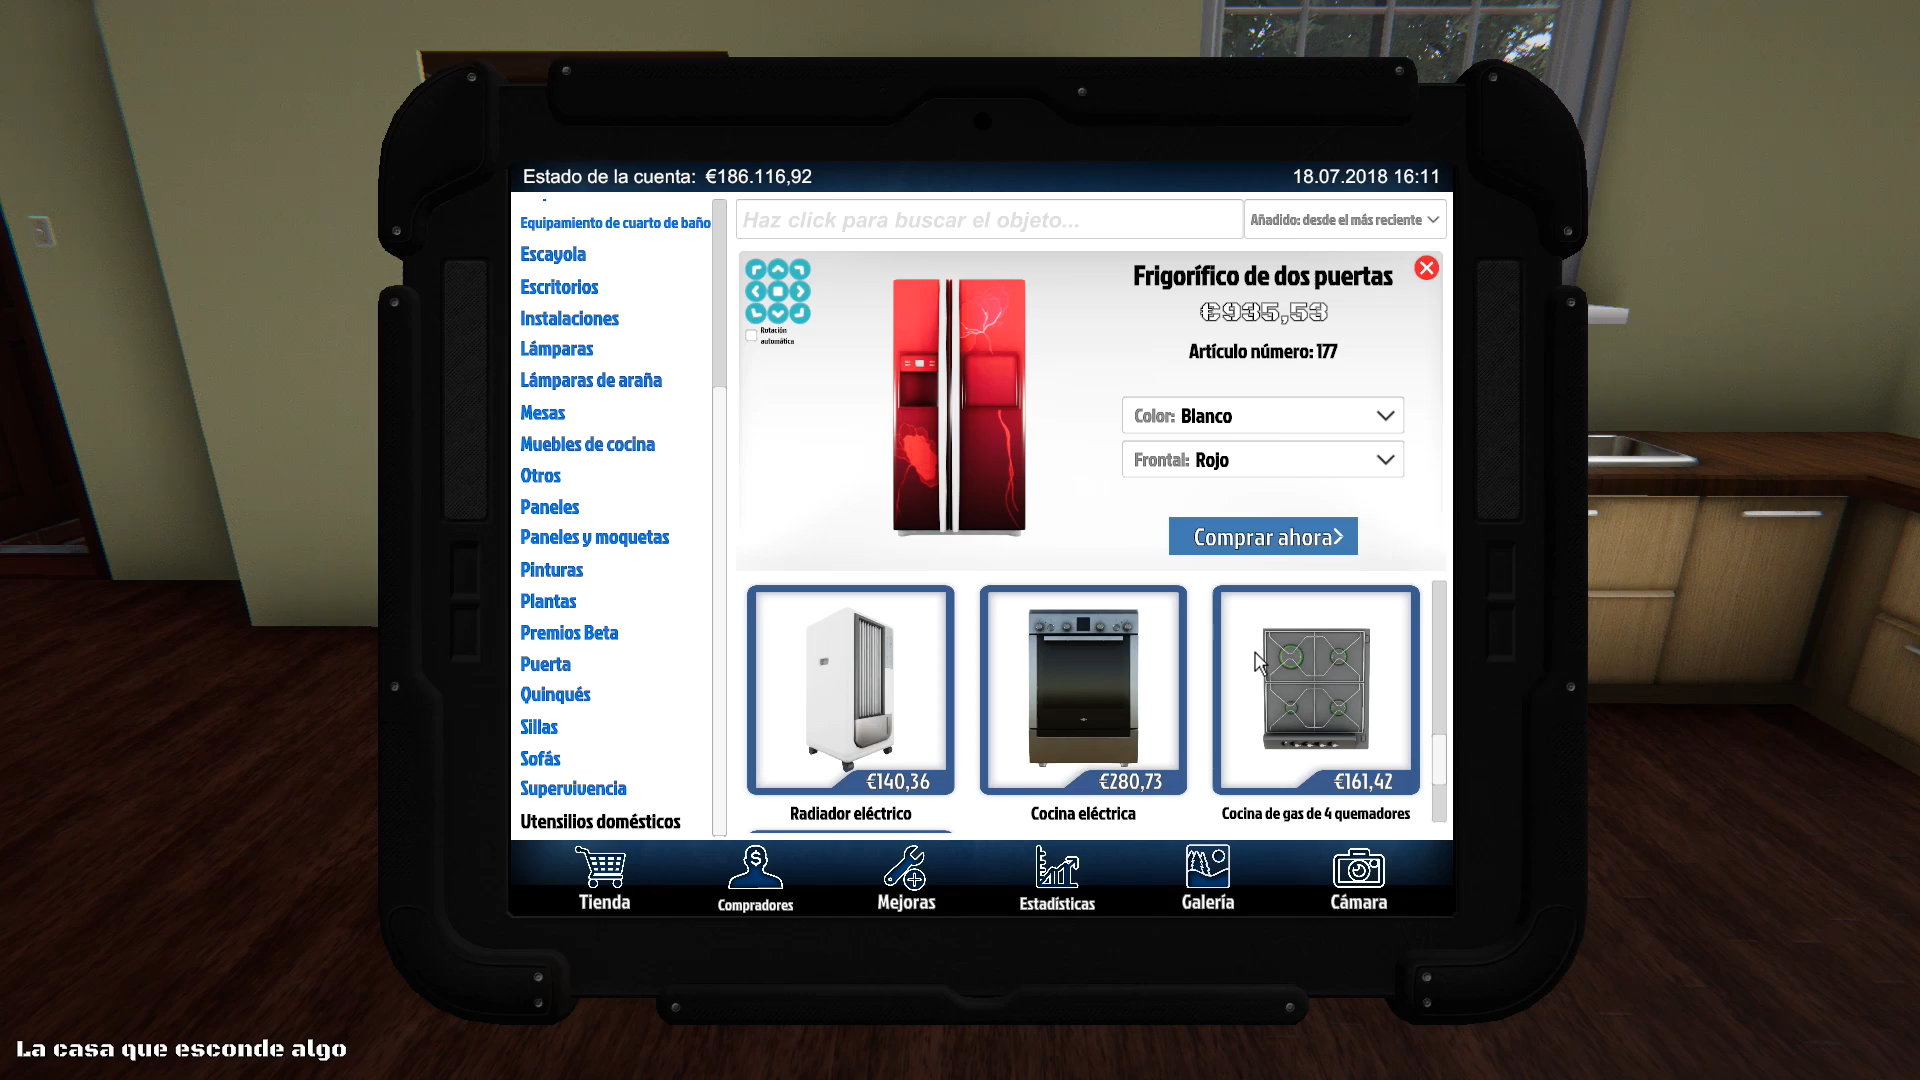 Estado de la cuenta: €186.116,92
18.07.2018 16:11
Equipamiento de cuarto de baño
Escayola
Escritorios
Instalaciones
Lámparas
Lámparas de araña
Mesas
Muebles de cocina
Otros
Paneles
Paneles y moquetas
Pinturas
Plantas
Premios Beta
Puerta
Quinqués
Sillas
Sofás
Supervivencia
Utensilios domésticos
Haz click para buscar el objeto...
Añadido: desde el más reciente
Rotación
automática
Frigorífico de dos puertas
€935,53
Artículo número: 177
Color: Blanco
Frontal: Rojo
Comprar ahora>
€140,36
Radiador eléctrico
€280,73
Cocina eléctrica
€161,42
Cocina de gas de 4 quemadores
Tienda
Compradores
Mejoras
Estadísticas
Galería
Cámara
La casa que esconde algo